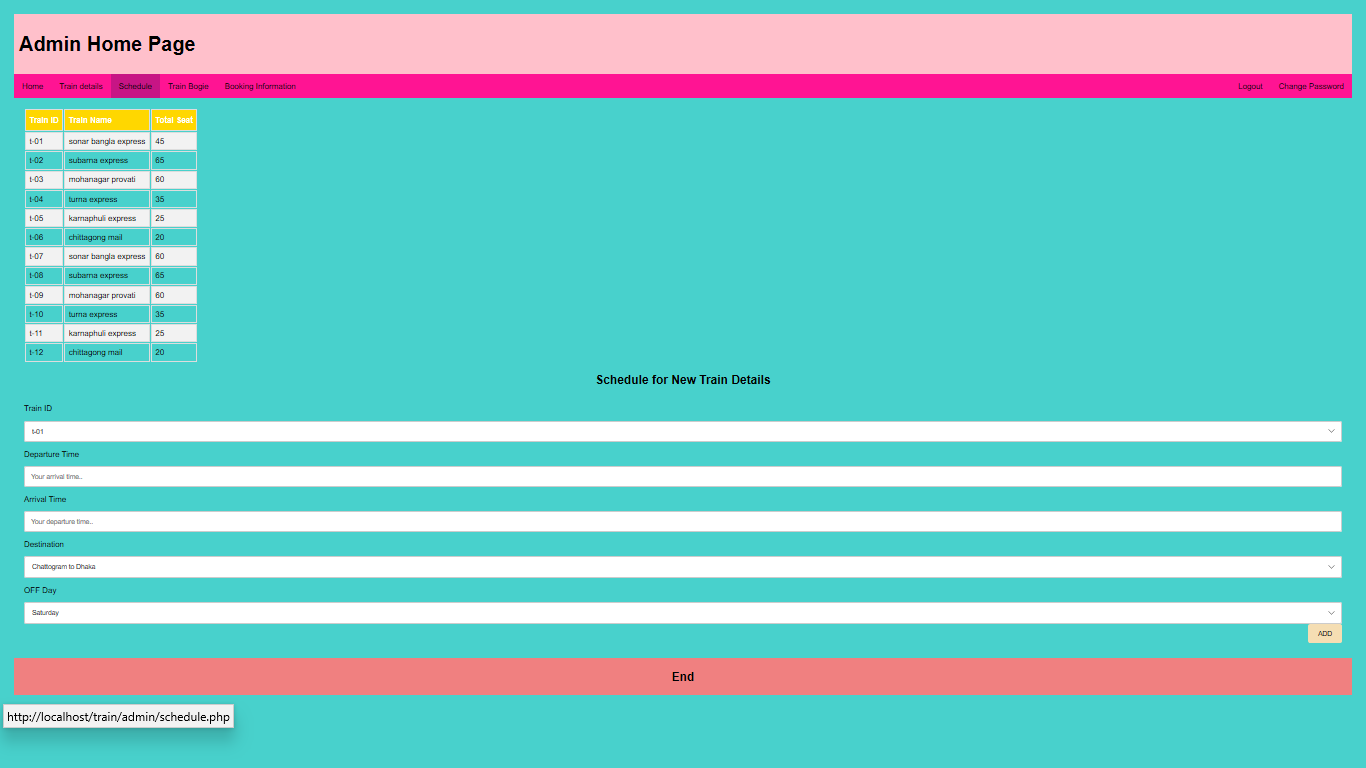 Admin Home Page
Home Train details Schedule Train Bogie Booking Information Logout Change Password
Train ID Train Name Total Seat
t-01 sonar bangla express 45
t-02 subarna express 65
t-03 mohanagar provati 60
t-04 turna express 35
t-05 karnaphuli express 25
t-06 chittagong mail 20
t-07 sonar bangla express 60
t-08 subarna express 65
t-09 mohanagar provati 60
t-10 turna express 35
t-11 karnaphuli express 25
t-12 chittagong mail 20
Schedule for New Train Details
Train ID
t-01
Departure Time
Your arrival time..
Arrival Time
Your departure time..
Destination
Chattogram to Dhaka
OFF Day
Saturday
ADD
End
http://localhost/train/admin/schedule.php